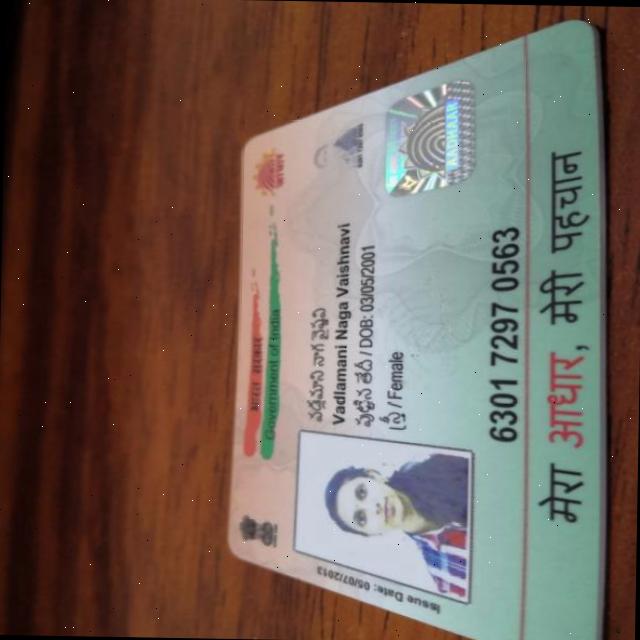 भारत सरकार
Government of India
వడ్లమాని నాగ వైష్ణవి
Vadlamani Naga Vaishnavi
పుట్టిన తేదీ / DOB: 03/05/2001
స్త్రీ / Female
AADHAAR
Issue Date: 05/07/2013
6301 7297 0563
मेरा आधार, मेरी पहचान